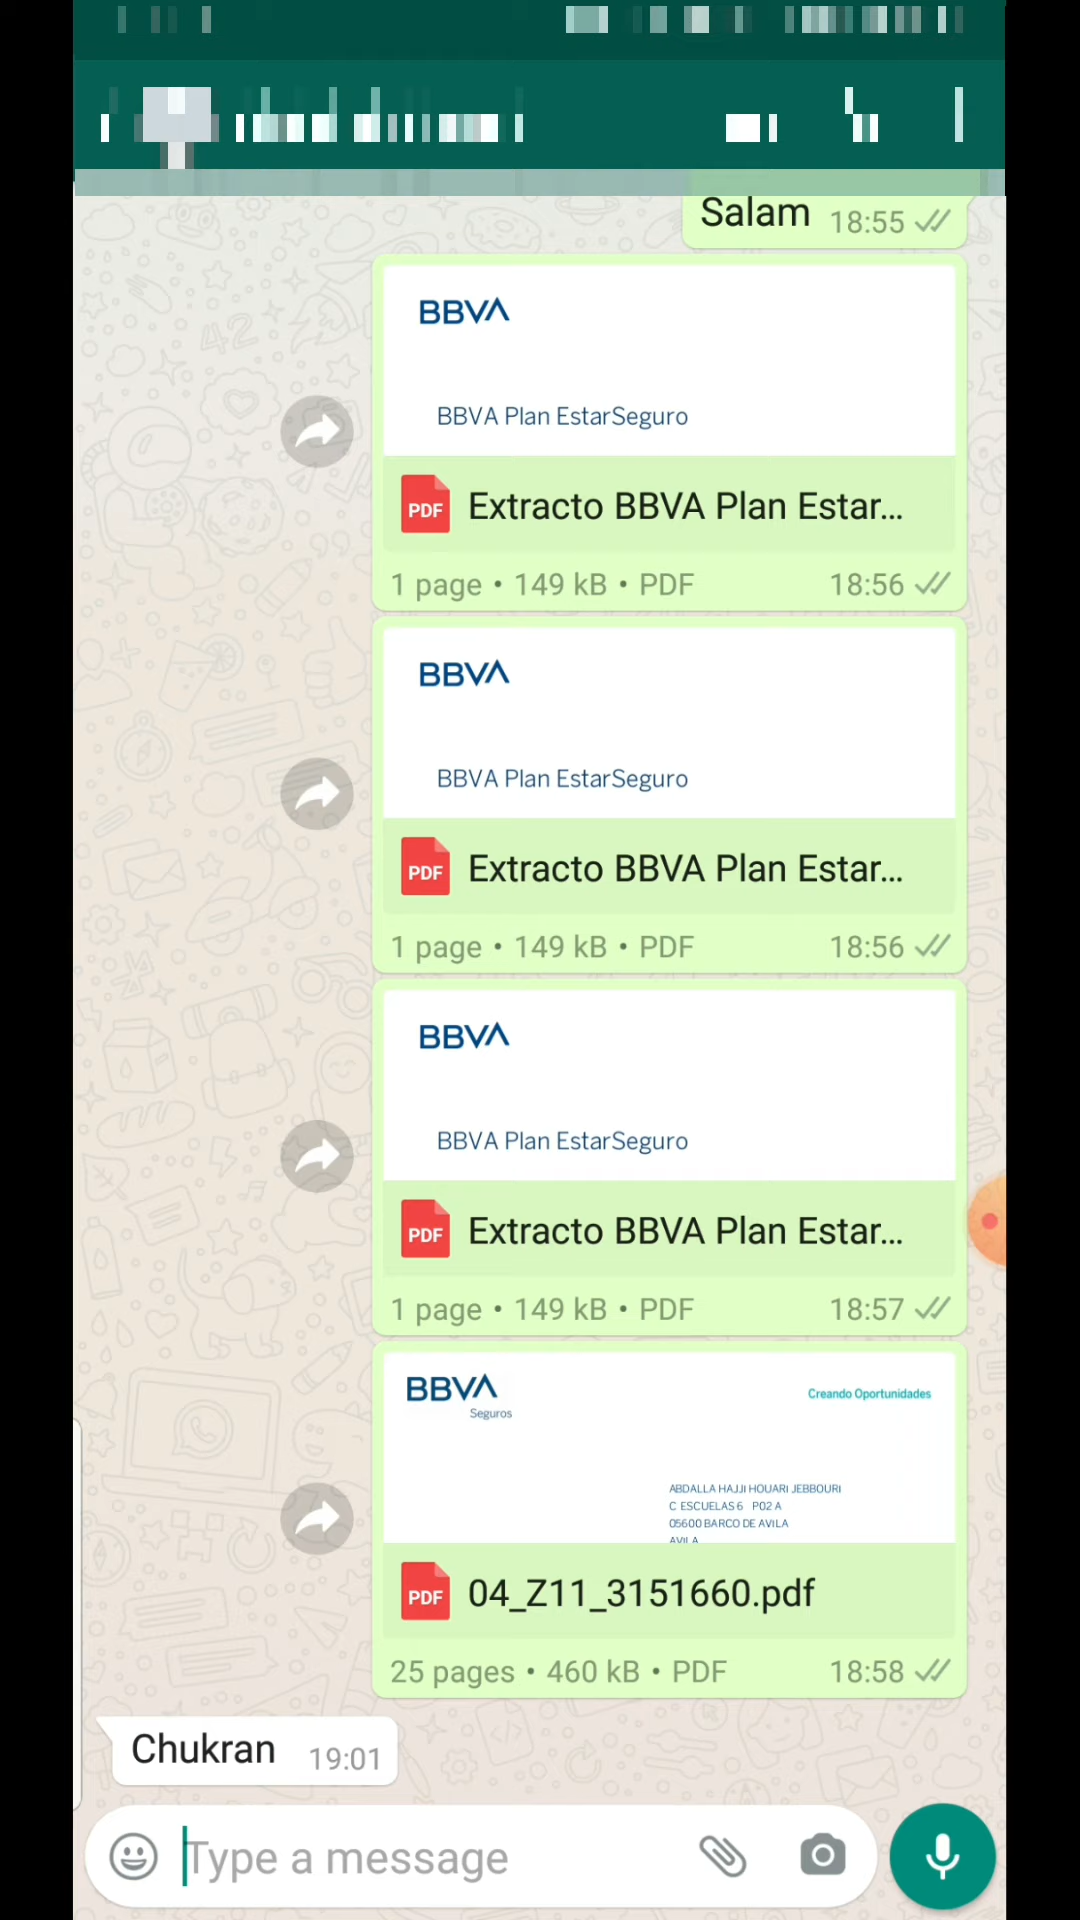 Salam 18:55
BBVA
BBVA Plan EstarSeguro
PDF Extracto BBVA Plan Estar...
1 page • 149 kB • PDF 18:56
BBVA
BBVA Plan EstarSeguro
PDF Extracto BBVA Plan Estar...
1 page • 149 kB • PDF 18:56
BBVA
BBVA Plan EstarSeguro
PDF Extracto BBVA Plan Estar...
1 page • 149 kB • PDF 18:57
BBVA
Seguros
Creando Oportunidades
ABDALLA HAJJI HOUARI JEBBOURI
C ESCUELAS 6 P02 A
05600 BARCO DE AVILA
AVILA
PDF 04_Z11_3151660.pdf
25 pages • 460 kB • PDF 18:58
Chukran 19:01
Type a message